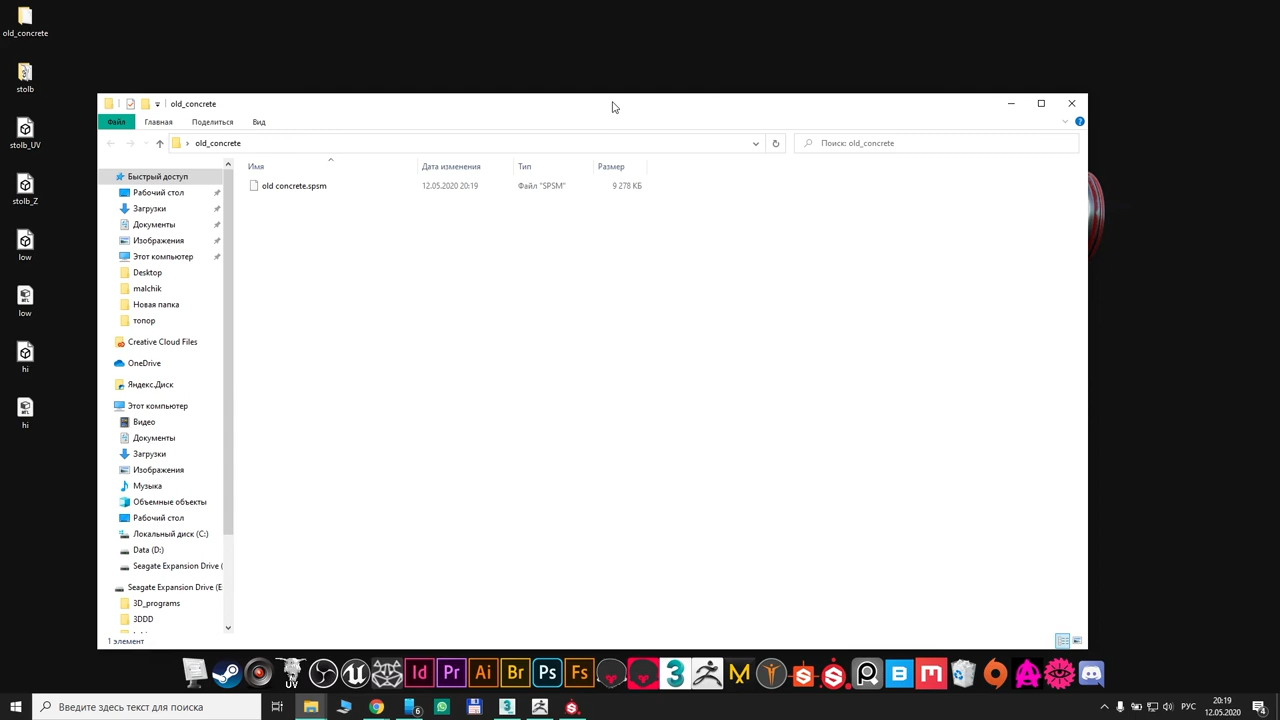 old_concrete
stolb
stolb_UV
stolb_Z
low
low
hi
hi
old_concrete
Файл
Главная
Поделиться
Вид
old_concrete
Поиск: old_concrete
Имя
Дата изменения
Тип
Размер
old concrete.spsm
12.05.2020 20:19
Файл "SPSM"
9 278 КБ
Быстрый доступ
Рабочий стол
Загрузки
Документы
Изображения
Этот компьютер
Desktop
malchik
Новая папка
топор
Creative Cloud Files
OneDrive
Яндекс.Диск
Этот компьютер
Видео
Документы
Загрузки
Изображения
Музыка
Объемные объекты
Рабочий стол
Локальный диск (C:)
Data (D:)
Seagate Expansion Drive (
Seagate Expansion Drive (E
3D_programs
3DDD
1 элемент
UV
Id
Pr
Ai
Br
Ps
Fs
3
Введите здесь текст для поиска
6
РУС
20:19
12.05.2020
4